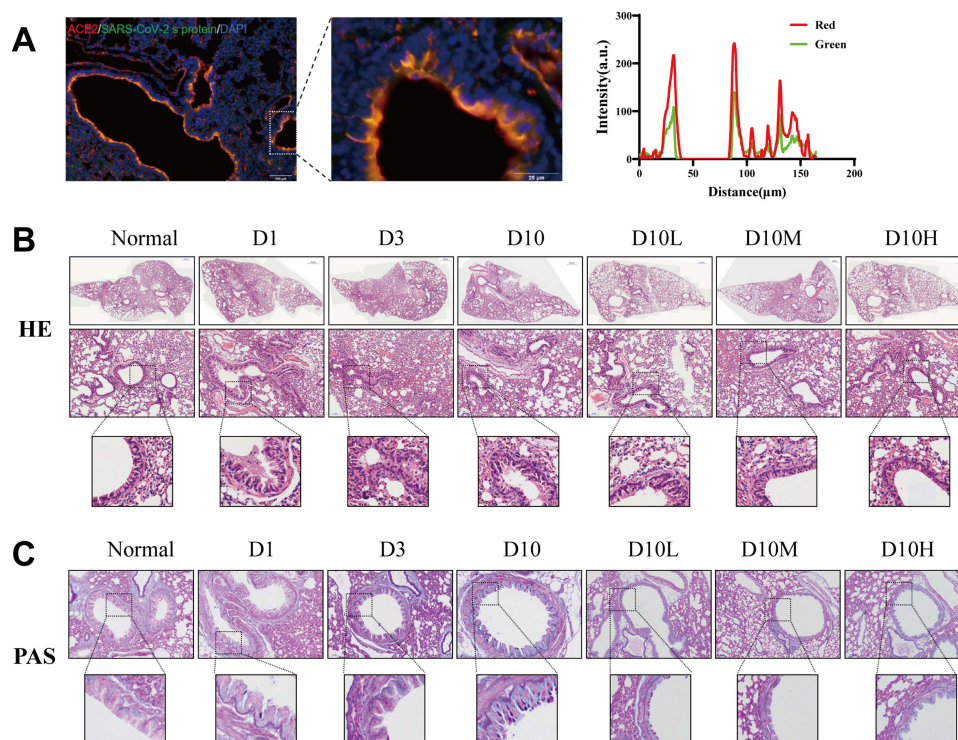 A
ACE2/SARS-CoV-2 s protein/DAPI
25 μm
Intensity(a.u.)
300
200
100
0
Red
Green
0 50 100 150 200
Distance(μm)
B
Normal D1 D3 D10 D10L D10M D10H
HE
C
Normal D1 D3 D10 D10L D10M D10H
PAS